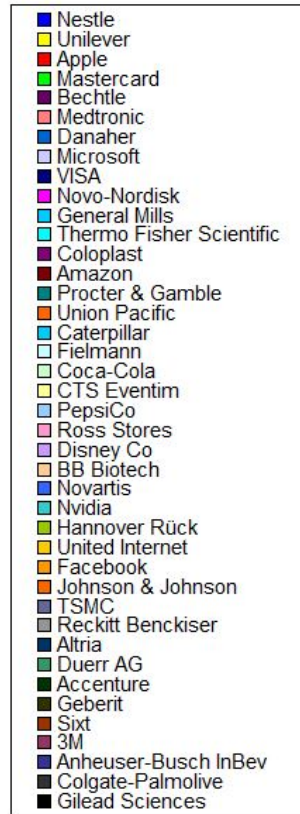 Nestle
Unilever
Apple
Mastercard
Bechtle
Medtronic
Danaher
Microsoft
VISA
Novo-Nordisk
General Mills
Thermo Fisher Scientific
Coloplast
Amazon
Procter & Gamble
Union Pacific
Caterpillar
Fielmann
Coca-Cola
CTS Eventim
PepsiCo
Ross Stores
Disney Co
BB Biotech
Novartis
Nvidia
Hannover Rück
United Internet
Facebook
Johnson & Johnson
TSMC
Reckitt Benckiser
Altria
Duerr AG
Accenture
Geberit
Sixt
3M
Anheuser-Busch InBev
Colgate-Palmolive
Gilead Sciences